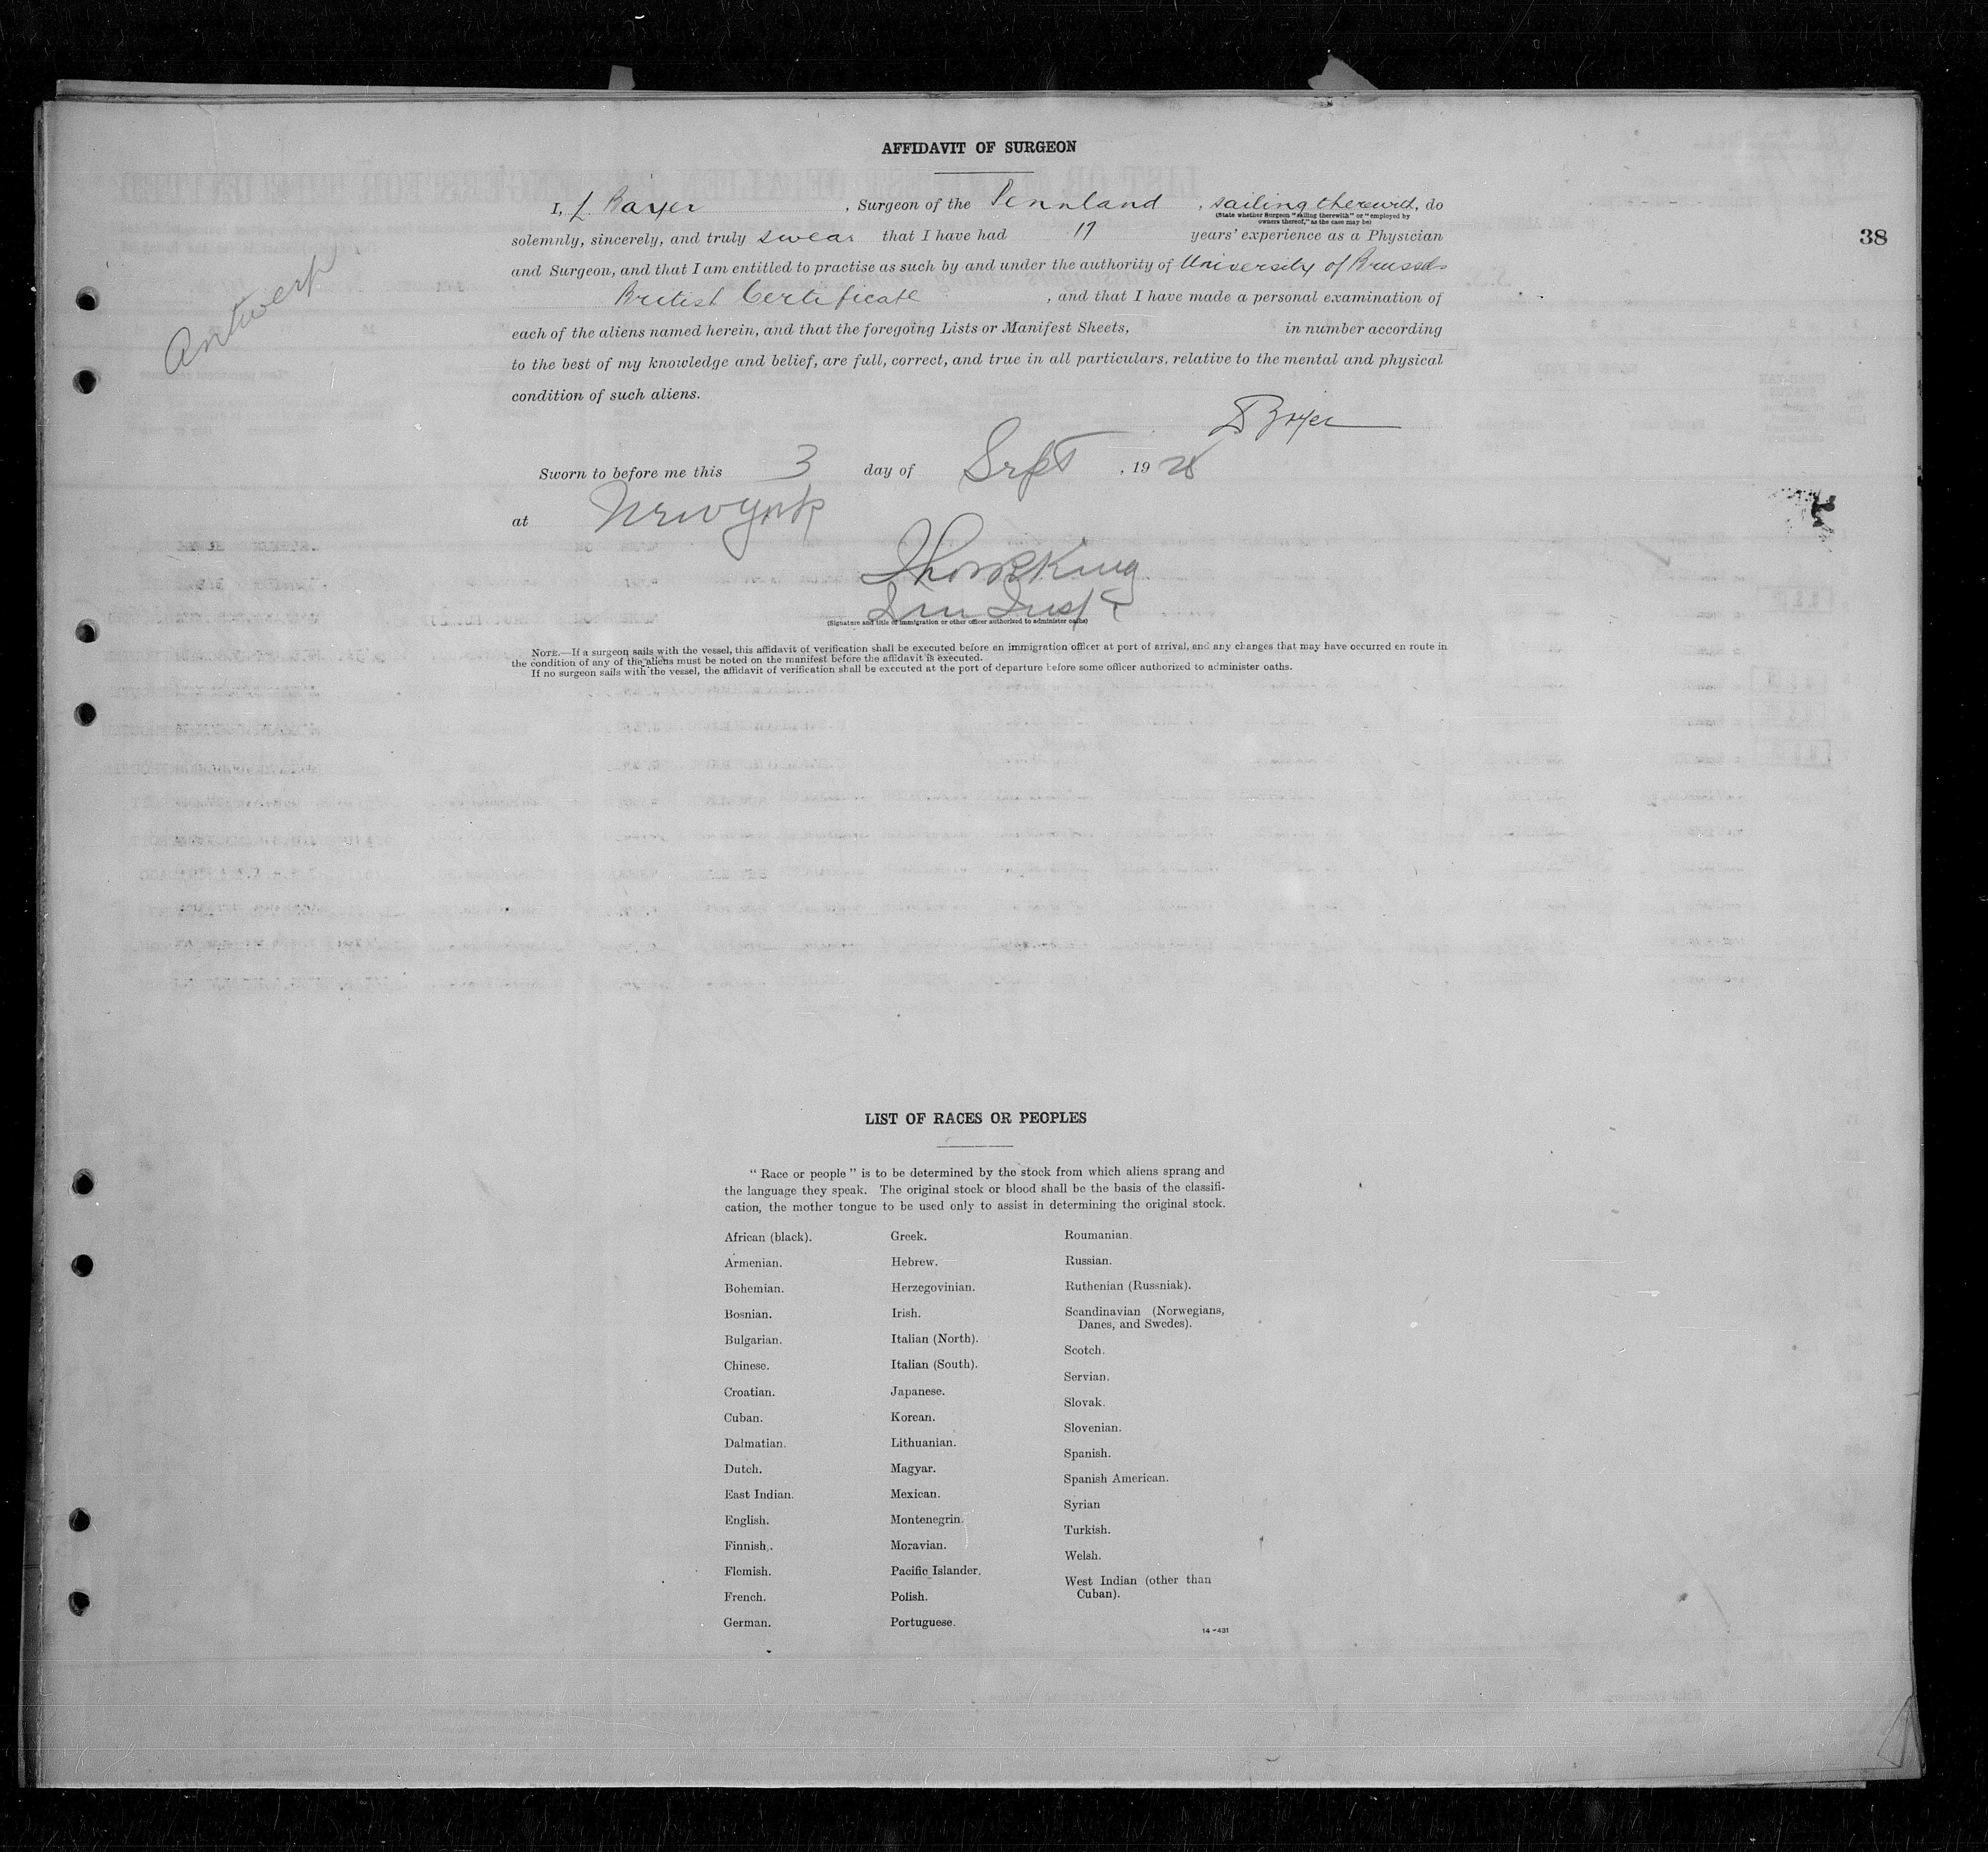 AFFIDAVIT OF SURGEON
I, L. Bayer, Surgeon of the Pennland, sailing therewith, do
(State whether Surgeon "sailing therewith" or "employed by
owners thereof," as the case may be)
38
solemnly, sincerely, and truly swear that I have had 17 years' experience as a Physician
and Surgeon, and that I am entitled to practise as such by and under the authority of University of Brussels
British Certificate, and that I have made a personal examination of
Antwerp
each of the aliens named herein, and that the foregoing Lists or Manifest Sheets, in number according
to the best of my knowledge and belief, are full, correct, and true in all particulars, relative to the mental and physical
condition of such aliens.
Bayer
Sworn to before me this 3 day of Sept, 1928
at New York
King
(Signature and title of immigration or other officer authorized to administer oaths)
NOTE.—If a surgeon sails with the vessel, this affidavit of verification shall be executed before an immigration officer at port of arrival, and any changes that may have occurred en route in
the condition of any of the aliens must be noted on the manifest before the affidavit is executed.
If no surgeon sails with the vessel, the affidavit of verification shall be executed at the port of departure before some officer authorized to administer oaths.
LIST OF RACES OR PEOPLES
"Race or people" is to be determined by the stock from which aliens sprang and
the language they speak. The original stock or blood shall be the basis of the classifi-
cation, the mother tongue to be used only to assist in determining the original stock.
African (black).
Armenian.
Bohemian.
Bosnian.
Bulgarian.
Chinese.
Croatian.
Cuban.
Dalmatian.
Dutch.
East Indian.
English.
Finnish.
Flemish.
French.
German.
Greek.
Hebrew.
Herzegovinian.
Irish.
Italian (North).
Italian (South).
Japanese.
Korean.
Lithuanian.
Magyar.
Mexican.
Montenegrin.
Moravian.
Pacific Islander.
Polish.
Portuguese.
Roumanian.
Russian.
Ruthenian (Russniak).
Scandinavian (Norwegians,
Danes, and Swedes).
Scotch.
Servian.
Slovak.
Slovenian.
Spanish.
Spanish American.
Syrian
Turkish.
Welsh.
West Indian (other than
Cuban).
14-431